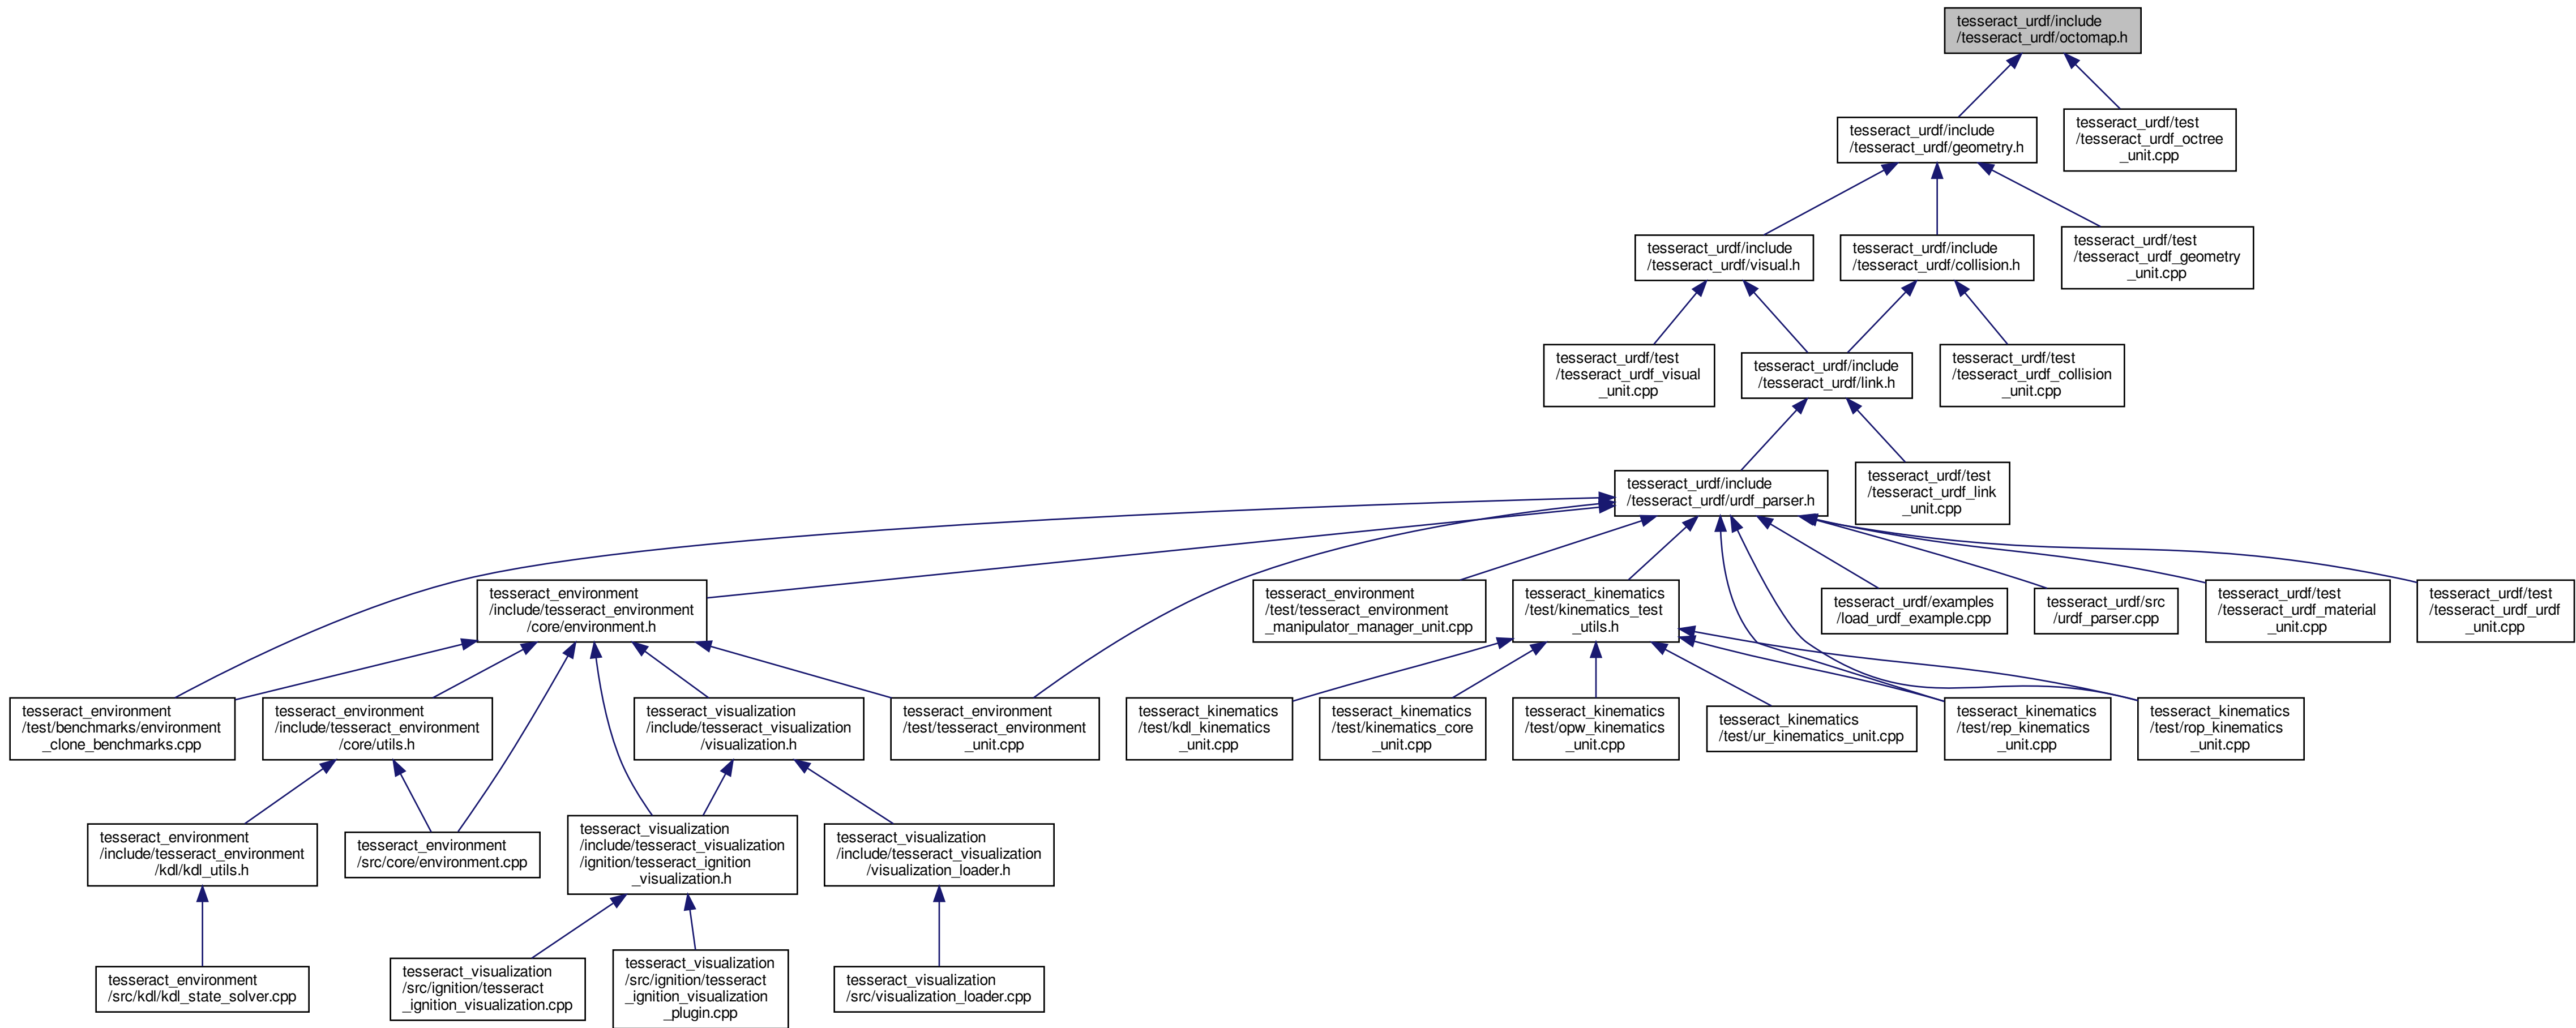 tesseract_urdf/include
/tesseract_urdf/octomap.h
tesseract_urdf/include
/tesseract_urdf/geometry.h
tesseract_urdf/test
/tesseract_urdf_octree
_unit.cpp
tesseract_urdf/include
/tesseract_urdf/visual.h
tesseract_urdf/include
/tesseract_urdf/collision.h
tesseract_urdf/test
/tesseract_urdf_geometry
_unit.cpp
tesseract_urdf/test
/tesseract_urdf_visual
_unit.cpp
tesseract_urdf/include
/tesseract_urdf/link.h
tesseract_urdf/test
/tesseract_urdf_collision
_unit.cpp
tesseract_urdf/include
/tesseract_urdf/urdf_parser.h
tesseract_urdf/test
/tesseract_urdf_link
_unit.cpp
tesseract_environment
/include/tesseract_environment
/core/environment.h
tesseract_environment
/test/tesseract_environment
_manipulator_manager_unit.cpp
tesseract_kinematics
/test/kinematics_test
_utils.h
tesseract_urdf/examples
/load_urdf_example.cpp
tesseract_urdf/src
/urdf_parser.cpp
tesseract_urdf/test
/tesseract_urdf_material
_unit.cpp
tesseract_urdf/test
/tesseract_urdf_urdf
_unit.cpp
tesseract_environment
/test/benchmarks/environment
_clone_benchmarks.cpp
tesseract_environment
/include/tesseract_environment
/core/utils.h
tesseract_visualization
/include/tesseract_visualization
/visualization.h
tesseract_environment
/test/tesseract_environment
_unit.cpp
tesseract_kinematics
/test/kdl_kinematics
_unit.cpp
tesseract_kinematics
/test/kinematics_core
_unit.cpp
tesseract_kinematics
/test/opw_kinematics
_unit.cpp
tesseract_kinematics
/test/ur_kinematics_unit.cpp
tesseract_kinematics
/test/rep_kinematics
_unit.cpp
tesseract_kinematics
/test/rop_kinematics
_unit.cpp
tesseract_environment
/include/tesseract_environment
/kdl/kdl_utils.h
tesseract_environment
/src/core/environment.cpp
tesseract_visualization
/include/tesseract_visualization
/ignition/tesseract_ignition
_visualization.h
tesseract_visualization
/include/tesseract_visualization
/visualization_loader.h
tesseract_environment
/src/kdl/kdl_state_solver.cpp
tesseract_visualization
/src/ignition/tesseract
_ignition_visualization.cpp
tesseract_visualization
/src/ignition/tesseract
_ignition_visualization
_plugin.cpp
tesseract_visualization
/src/visualization_loader.cpp